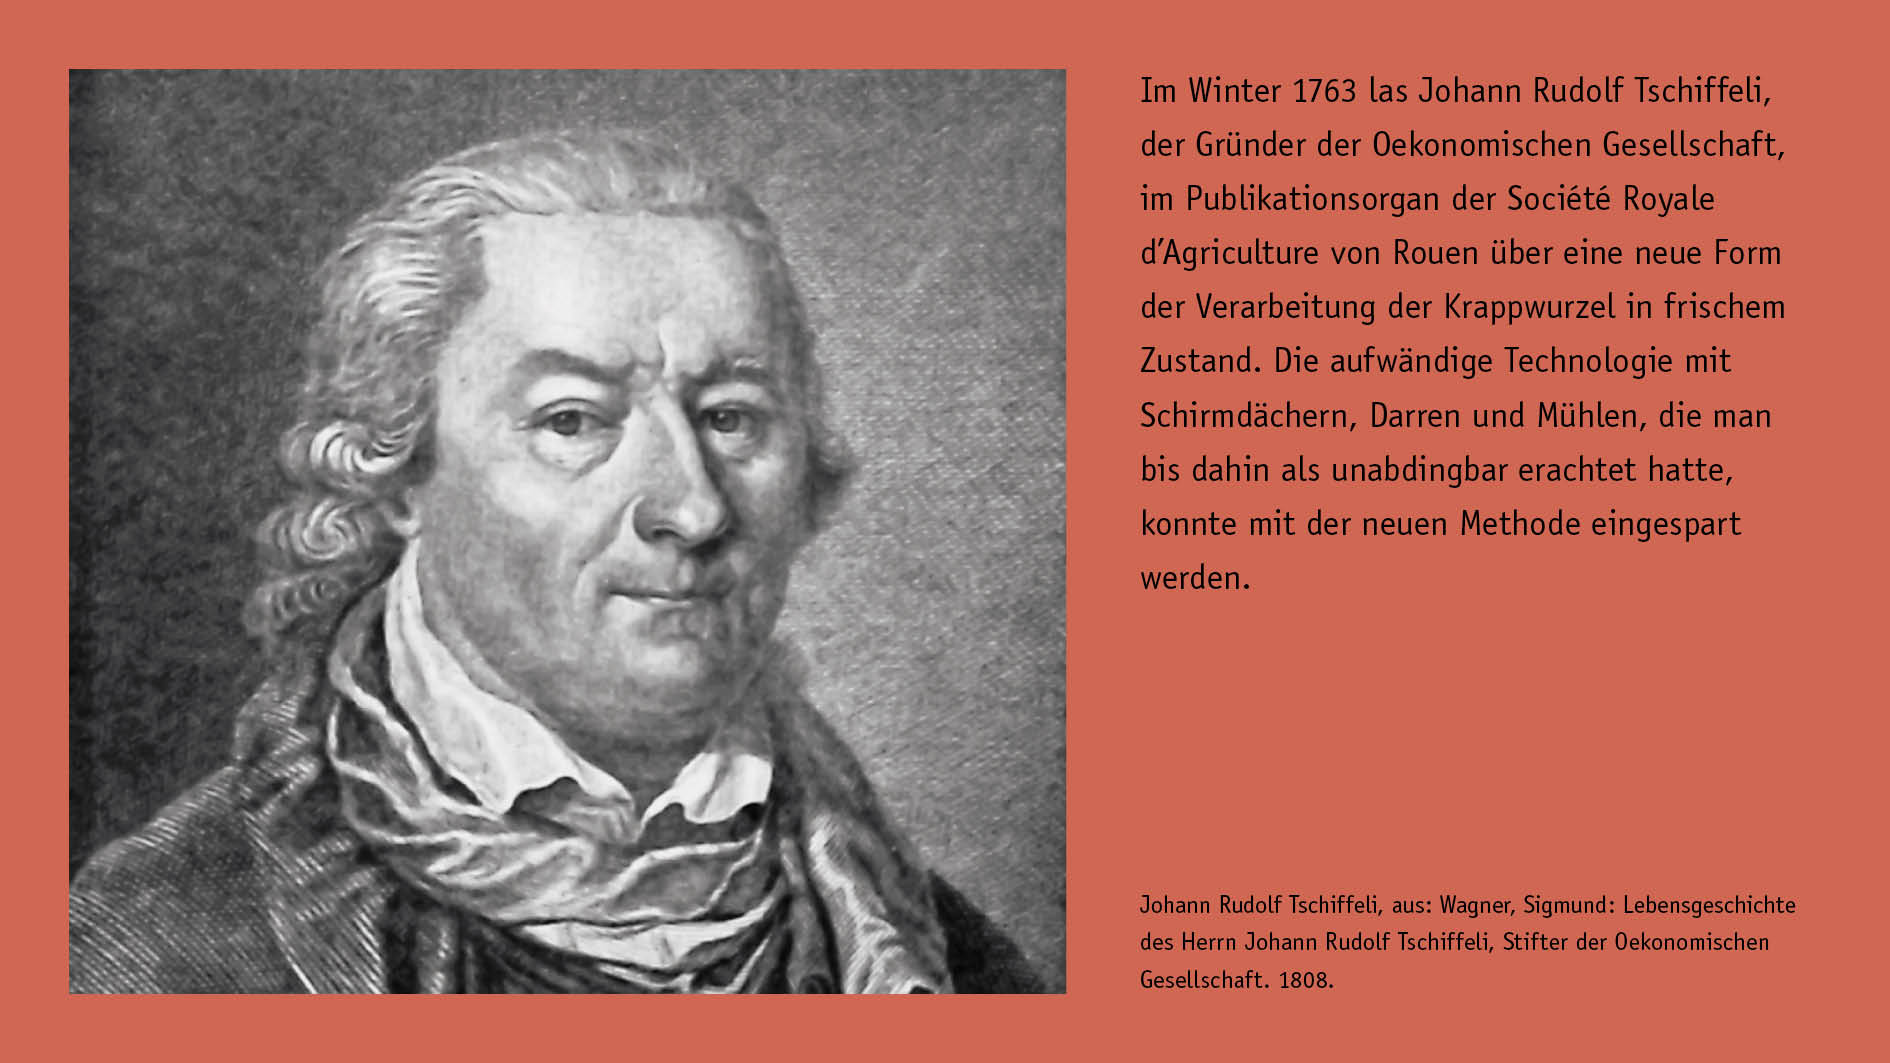 Im Winter 1763 las Johann Rudolf Tschiffeli,
der Gründer der Oekonomischen Gesellschaft,
im Publikationsorgan der Société Royale
d’Agriculture von Rouen über eine neue Form
der Verarbeitung der Krappwurzel in frischem
Zustand. Die aufwändige Technologie mit
Schirmdächern, Darren und Mühlen, die man
bis dahin als unabdingbar erachtet hatte,
konnte mit der neuen Methode eingespart
werden.
Johann Rudolf Tschiffeli, aus: Wagner, Sigmund: Lebensgeschichte
des Herrn Johann Rudolf Tschiffeli, Stifter der Oekonomischen
Gesellschaft. 1808.